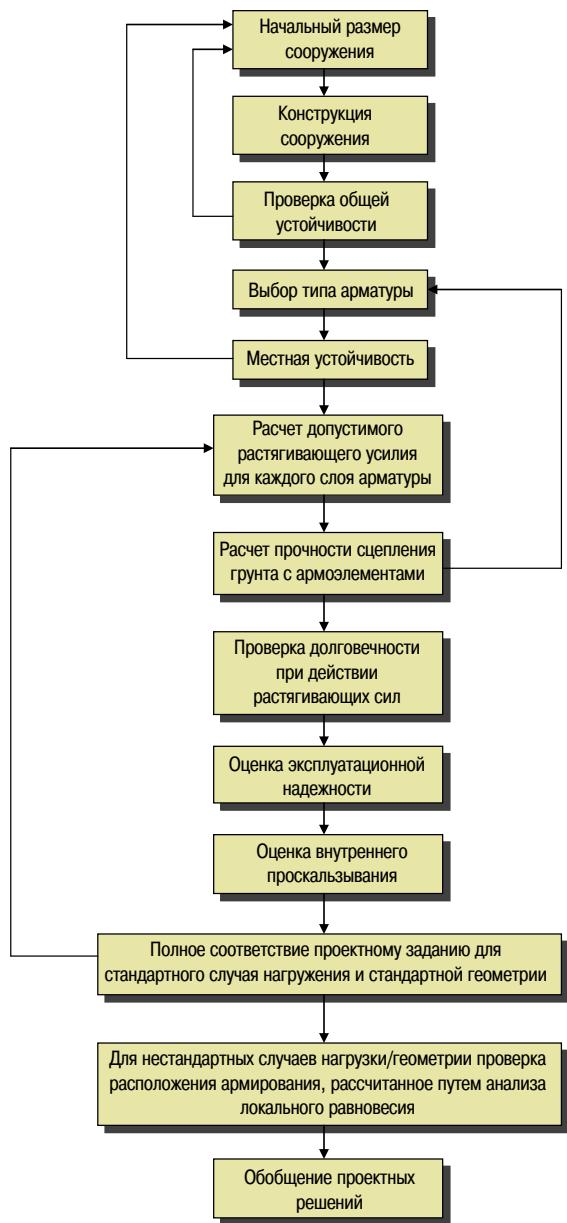 Начальный размер
сооружения
Конструкция
сооружения
Проверка общей
устойчивости
Выбор типа арматуры
Местная устойчивость
Расчет допустимого
растягивающего усилия
для каждого слоя арматуры
Расчет прочности сцепления
грунта с армоэлементами
Проверка долговечности
при действии
растягивающих сил
Оценка эксплуатационной
надежности
Оценка внутреннего
проскальзывания
Полное соответствие проектному заданию для
стандартного случая нагружения и стандартной геометрии
Для нестандартных случаев нагрузки/геометрии проверка
расположения армирования, рассчитанное путем анализа
локального равновесия
Обобщение проектных
решений